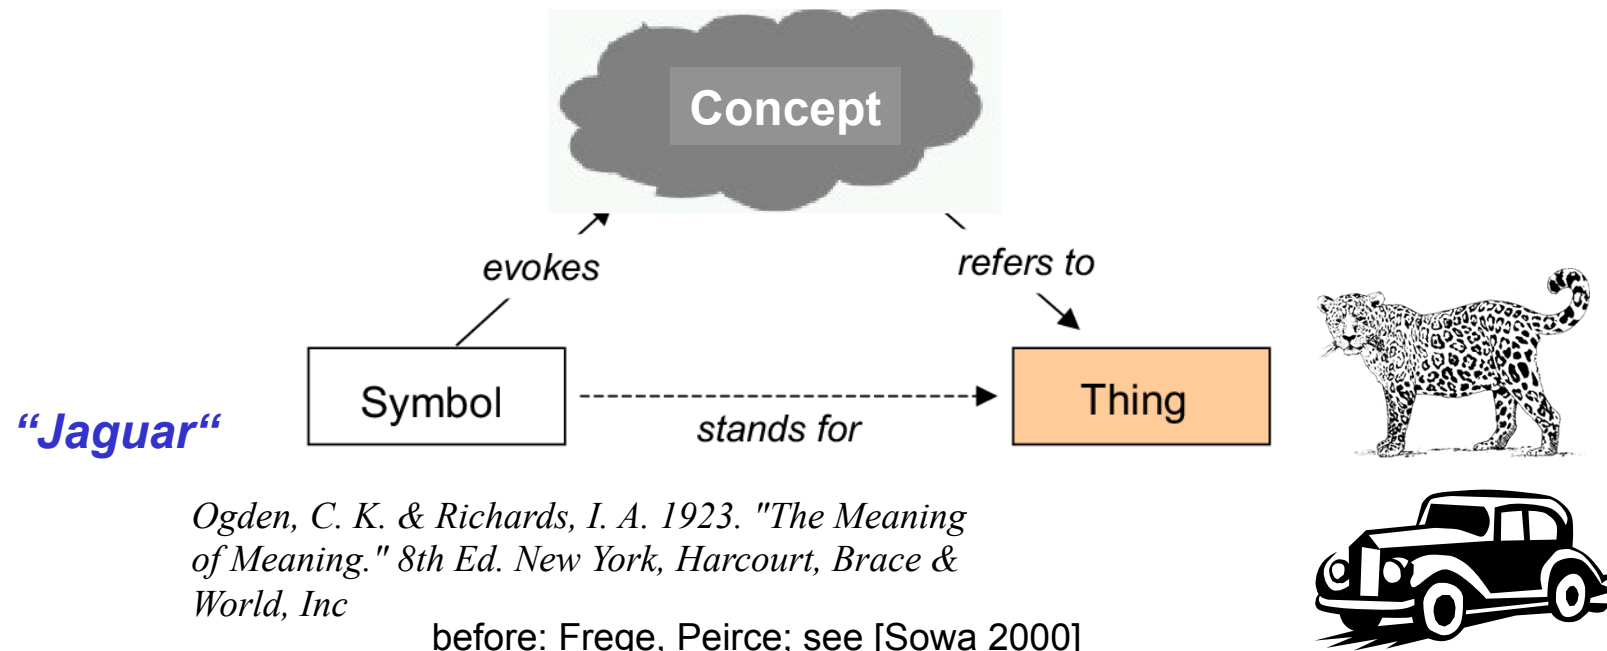 Concept
evokes
refers to
Symbol
Thing
stands for
“Jaguar“
Ogden, C. K. & Richards, I. A. 1923. "The Meaning
of Meaning." 8th Ed. New York, Harcourt, Brace &
World, Inc
before: Frege, Peirce; see [Sowa 2000]